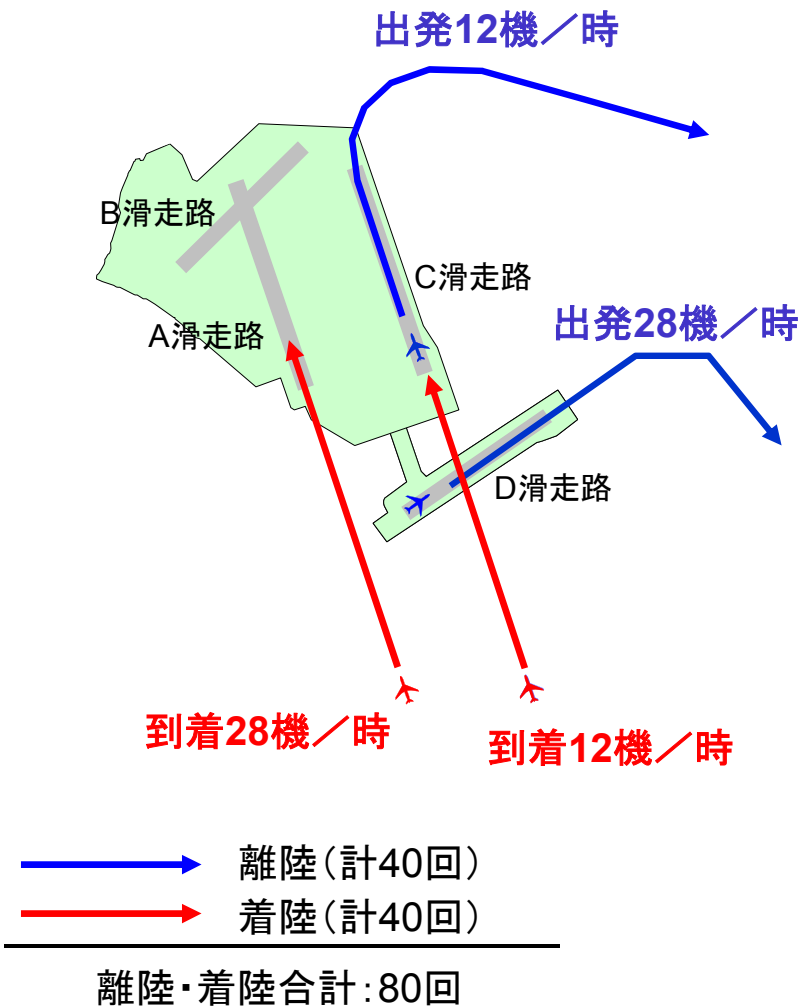 出発12機／時
B滑走路
C滑走路
A滑走路
出発28機／時
D滑走路
到着28機／時
到着12機／時
離陸（計40回）
着陸（計40回）
離陸・着陸合計：80回